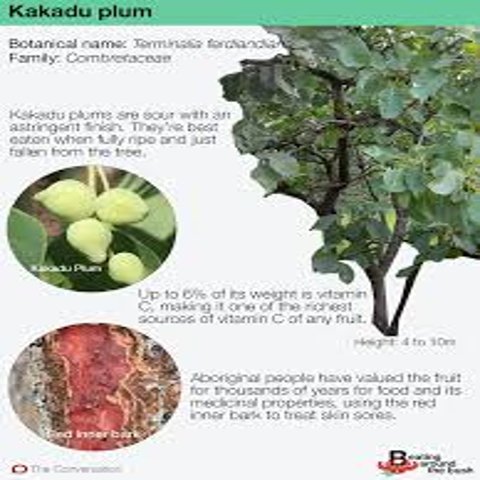 Kakadu plum
Botanical name: Terminalia ferdiandiana
Family: Combretaceae
Kakadu plums are sour with an
astringent finish. They're best
eaten when fully ripe and just
fallen from the tree.
Kakadu Plum
Up to 6% of its weight is vitamin
C, making it one of the richest
sources of vitamin C of any fruit.
Height: 4 to 10m
Aboriginal people have valued the fruit
for thousands of years for food and its
medicinal properties, using the red
inner bark to treat skin sores.
Red inner bark
The Conversation
Beating
around
the bush